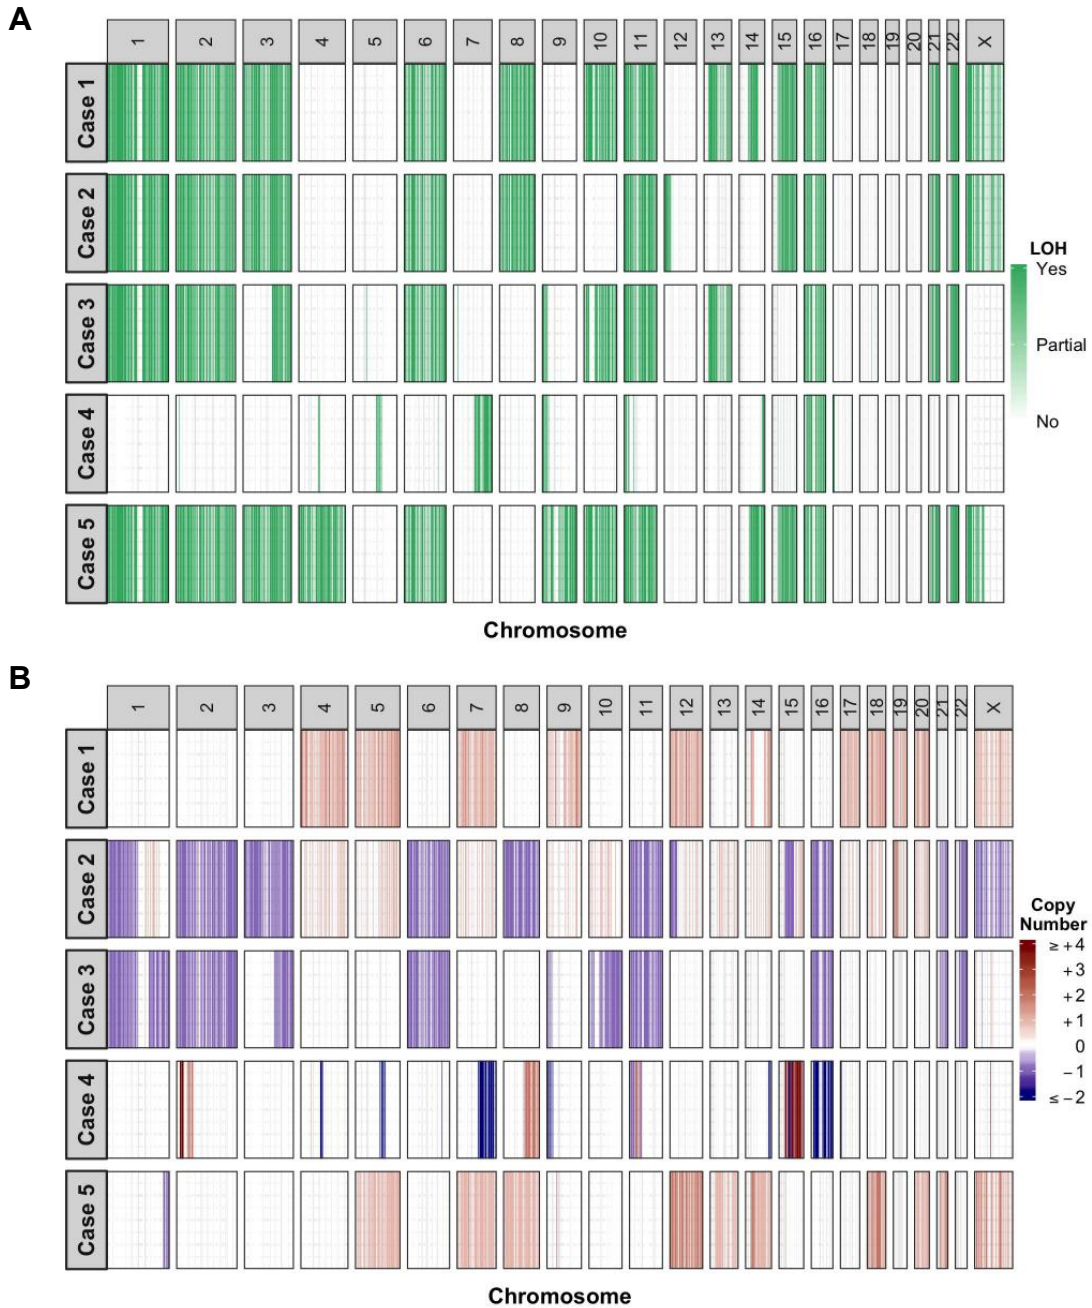 A
1 2 3 4 5 6 7 8 9 10 11 12 13 14 15 16 17 18 19 20 21 22 X
Case 1
Case 2
Case 3
Case 4
Case 5
LOH
Yes
Partial
No
Chromosome
B
1 2 3 4 5 6 7 8 9 10 11 12 13 14 15 16 17 18 19 20 21 22 X
Case 1
Case 2
Case 3
Case 4
Case 5
Copy
Number
≥ +4
+3
+2
+1
0
−1
≤ −2
Chromosome